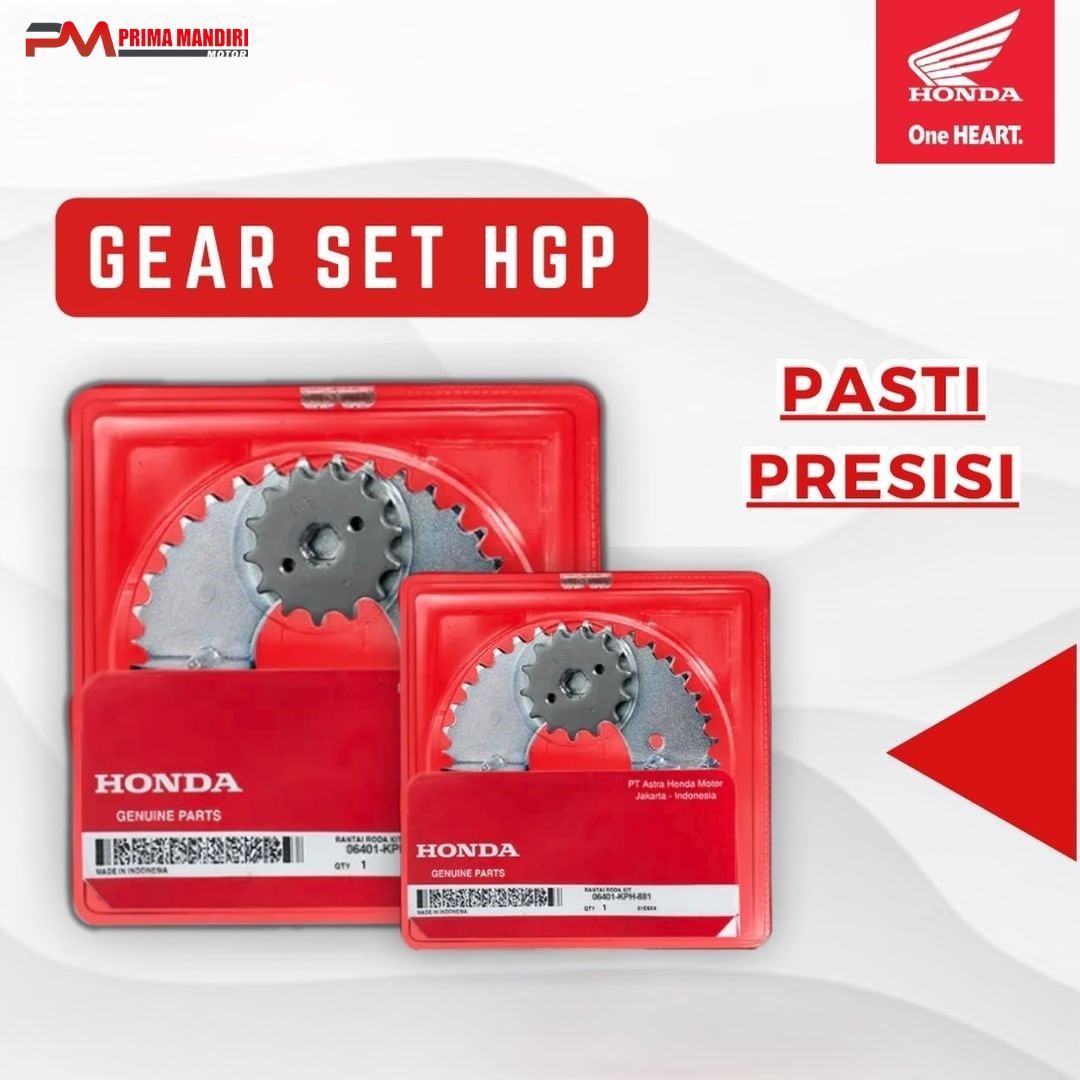 PM PRIMA MANDIRI
MOTOR
HONDA
One HEART.
GEAR SET HGP
PASTI
PRESISI
HONDA
GENUINE PARTS
RANTAI RODA KIT
06401-KPH
QTY 1
MADE IN INDONESIA
PT Astra Honda Motor
Jakarta - Indonesia
HONDA
GENUINE PARTS
RANTAI RODA KIT
06401-KPH-881
QTY 1
MADE IN INDONESIA